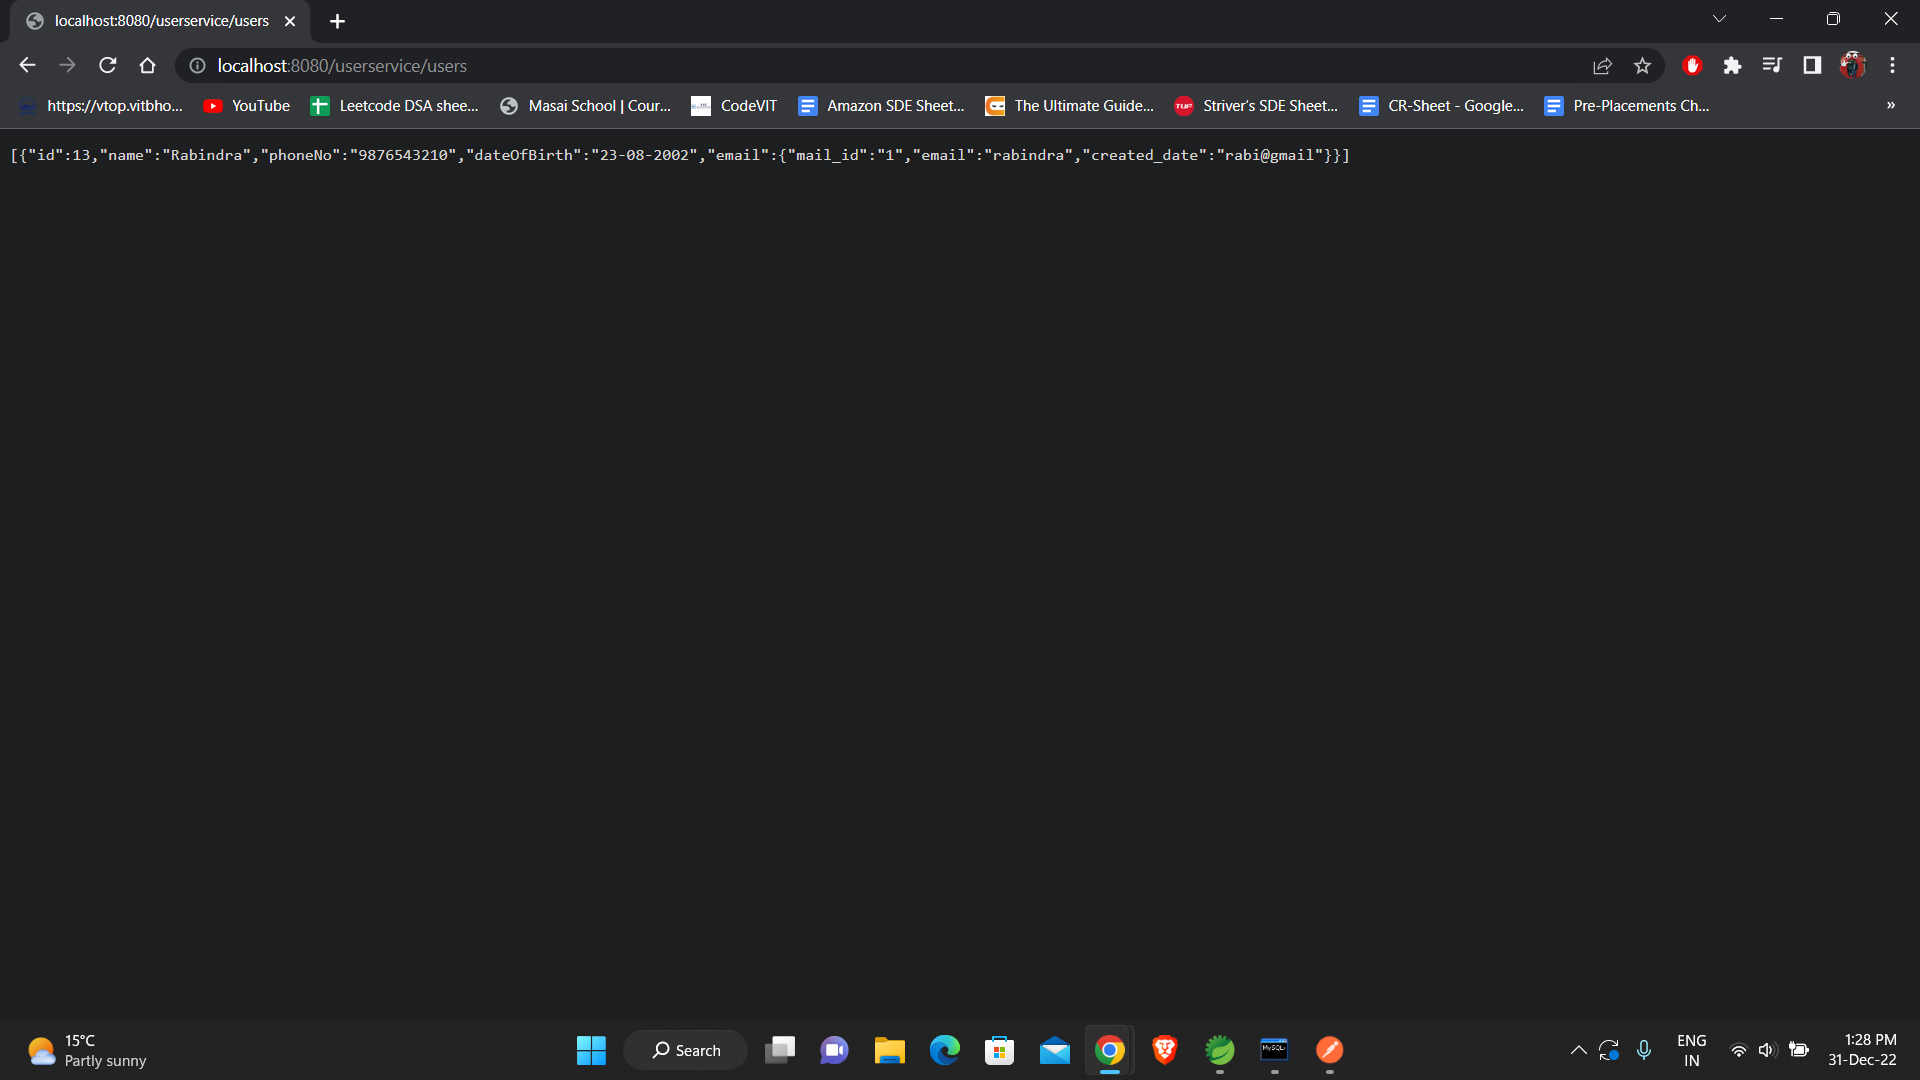 localhost:8080/userservice/users
localhost:8080/userservice/users
https://vtop.vitbho... YouTube Leetcode DSA shee... Masai School | Cour... CodeVIT Amazon SDE Sheet... The Ultimate Guide... TUF Striver's SDE Sheet... CR-Sheet - Google... Pre-Placements Ch... »
[{"id":13,"name":"Rabindra","phoneNo":"9876543210","dateOfBirth":"23-08-2002","email":{"mail_id":"1","email":"rabindra","created_date":"rabi@gmail"}}]
15°C
Partly sunny
Search
MySQL
ENG
IN
1:28 PM
31-Dec-22